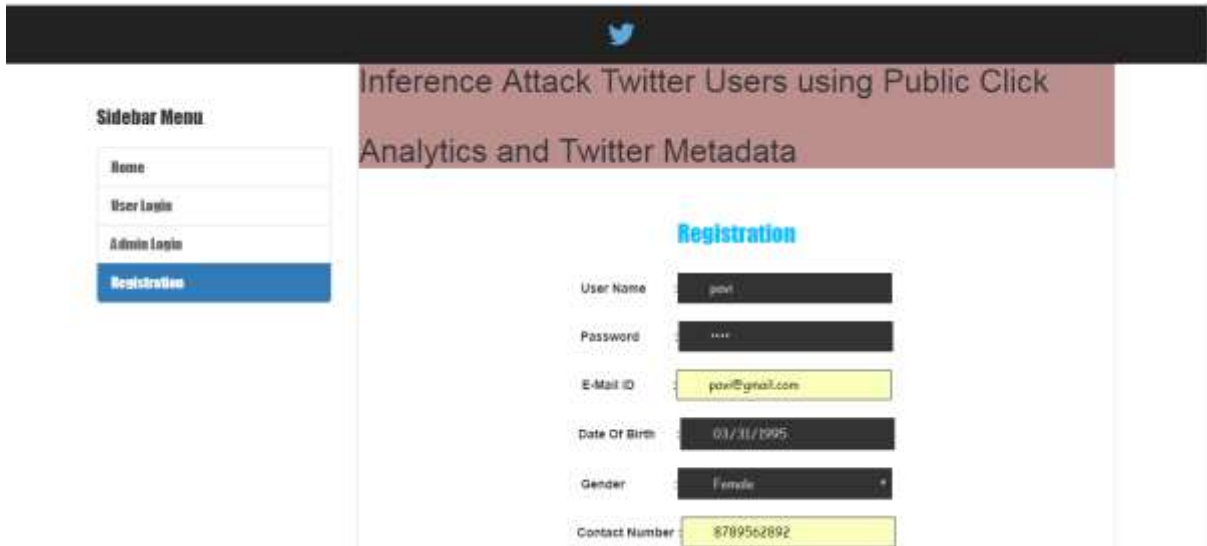 Inference Attack Twitter Users using Public Click
Analytics and Twitter Metadata
Sidebar Menu
Home
User Login
Admin Login
Registration
Registration
User Name : pavi
Password : ····
E-Mail ID : pavi@gmail.com
Date Of Birth : 03/31/1995
Gender : Female
Contact Number : 8789562892